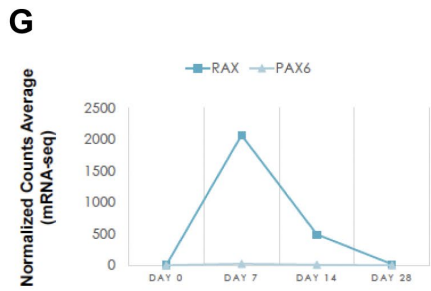 G
RAX PAX6
Normalized Counts Average
(mRNA-seq)
2500
2000
1500
1000
500
0
DAY 0 DAY 7 DAY 14 DAY 28